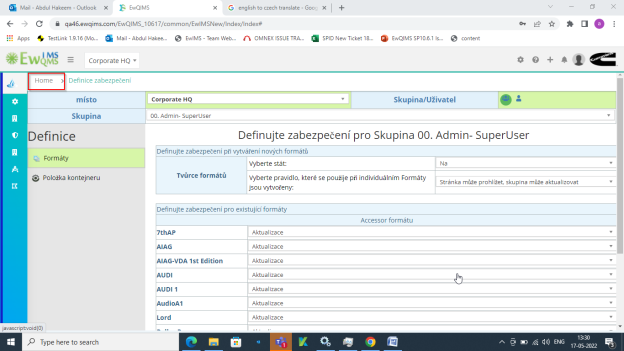 Mail - Abdul Hakeem - Outlook
EwQIMS
english to czech translate - Goo
qa46.ewqims.com/EwQIMS_10617/common/EwIMSNew/Index/Index#
Apps
TestLink 1.9.16 (Mo...
Mail - Abdul Hakee...
EwIMS - Team Web...
OMNEX ISSUE TRA...
SPID New Ticket 18...
EwQIMS SP10.6.1 Is...
content
EwQIMS
Corporate HQ
Home
Definice zabezpečení
místo
Corporate HQ
Skupina/Uživatel
Skupina
00. Admin- SuperUser
Definice
Formáty
Položka kontejneru
Definujte zabezpečení pro Skupina 00. Admin- SuperUser
Definujte zabezpečení při vytváření nových formátů
Tvůrce formátů
Vyberte stát:
Na
Vyberte pravidlo, které se použije při individuálním Formáty
jsou vytvořeny:
Stránka může prohlížet, skupina může aktualizovat
Definujte zabezpečení pro existující formáty
Accessor formátu
7thAP
Aktualizace
AIAG
Aktualizace
AIAG-VDA 1st Edition
Aktualizace
AUDI
Aktualizace
AUDI 1
Aktualizace
AudioA1
Aktualizace
Lord
Aktualizace
javascript:void(0)
Type here to search
ENG
13:30
17-05-2022